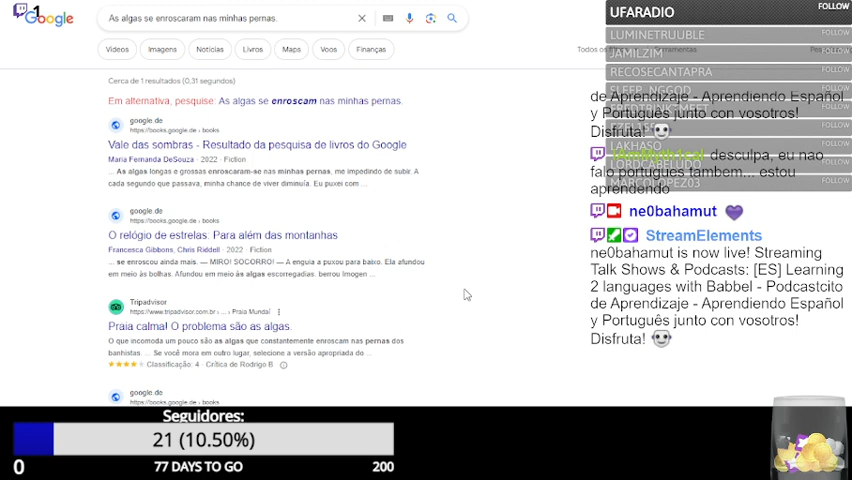 1
Google
As algas se enroscaram nas minhas pernas.
Vídeos
Imagens
Notícias
Livros
Maps
Voos
Finanças
Cerca de 1 resultados (0,31 segundos)
Em alternativa, pesquise: As algas se enroscam nas minhas pernas.
google.de
https://books.google.de › books
Vale das sombras - Resultado da pesquisa de livros do Google
Maria Fernanda DeSouza · 2022 · Fiction
... As algas longas e grossas enroscaram-se nas minhas pernas, me impedindo de subir. A
cada segundo que passava, minha chance de viver diminuía. Eu puxei com ...
google.de
https://books.google.de › books
O relógio de estrelas: Para além das montanhas
Francesca Gibbons, Chris Riddell · 2022 · Fiction
... se enroscou ainda mais. — MIRO! SOCORRO! — A enguia a puxou para baixo. Ela afundou
em meio às bolhas. Afundou em meio às algas escorregadias. berrou Imogen ...
Tripadvisor
https://www.tripadvisor.com.br › ... › Praia Mundaí
Praia calma! O problema são as algas.
O que incomoda um pouco são as algas que constantemente enroscam nas pernas dos
banhistas. ... Se você mora em outro lugar, selecione a versão apropriada do ...
Classificação: 4 · Crítica de Rodrigo B
google.de
https://books.google.de › books
UFARADIO FOLLOW
LUMINETRUUBLE FOLLOW
JAMILZIM FOLLOW
RECOSECANTAPRA FOLLOW
FOLLOW
LAKHASO FOLLOW
LORDCABELUDO FOLLOW
MARCOLOPEZ03 FOLLOW
de Aprendizaje - Aprendiendo Español
y Português junto con vosotros!
Disfruta!
desculpa, eu nao
falo portugues tambem... estou
aprendendo
ne0bahamut
StreamElements
ne0bahamut is now live! Streaming
Talk Shows & Podcasts: [ES] Learning
2 languages with Babbel - Podcastcito
de Aprendizaje - Aprendiendo Español
y Português junto con vosotros!
Disfruta!
Seguidores:
21 (10.50%)
0 77 DAYS TO GO 200